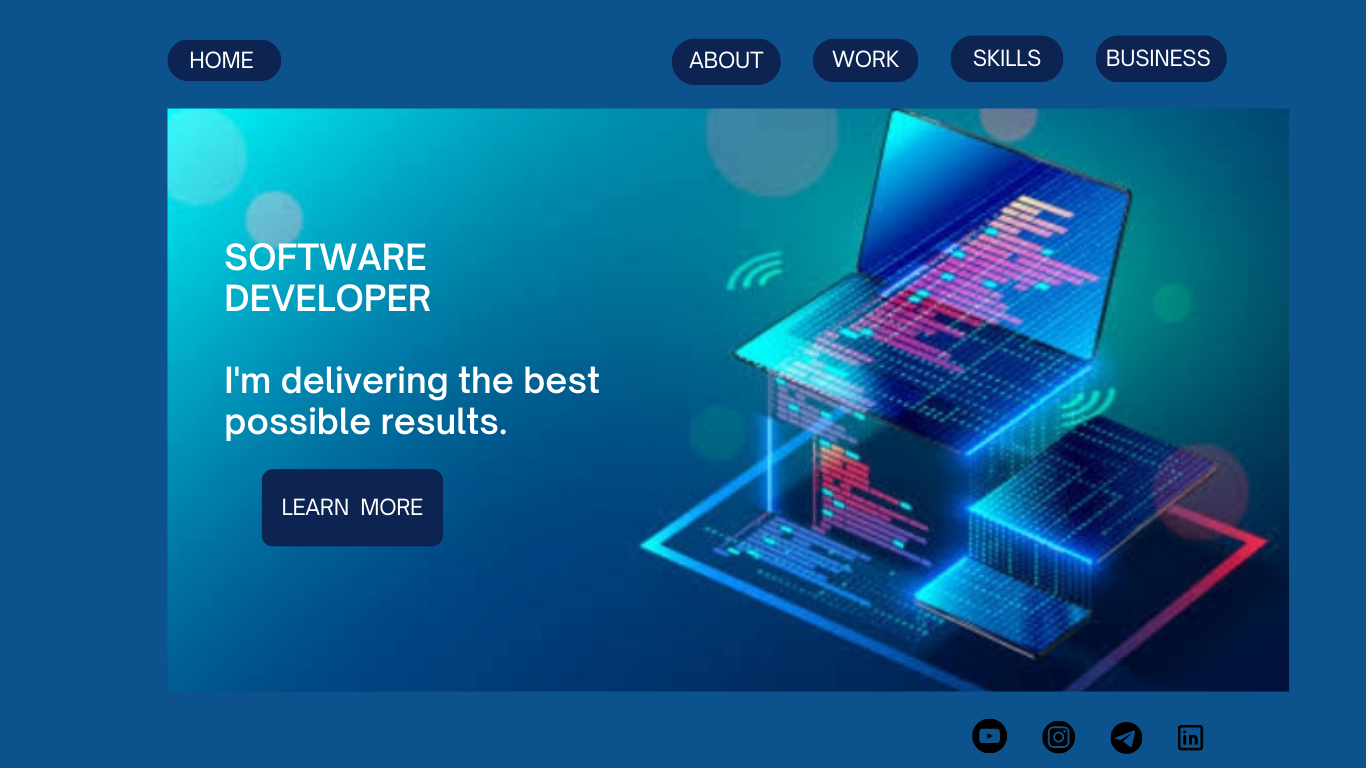 HOME
ABOUT
WORK
SKILLS
BUSINESS
SOFTWARE
DEVELOPER
I'm delivering the best
possible results.
LEARN MORE
in